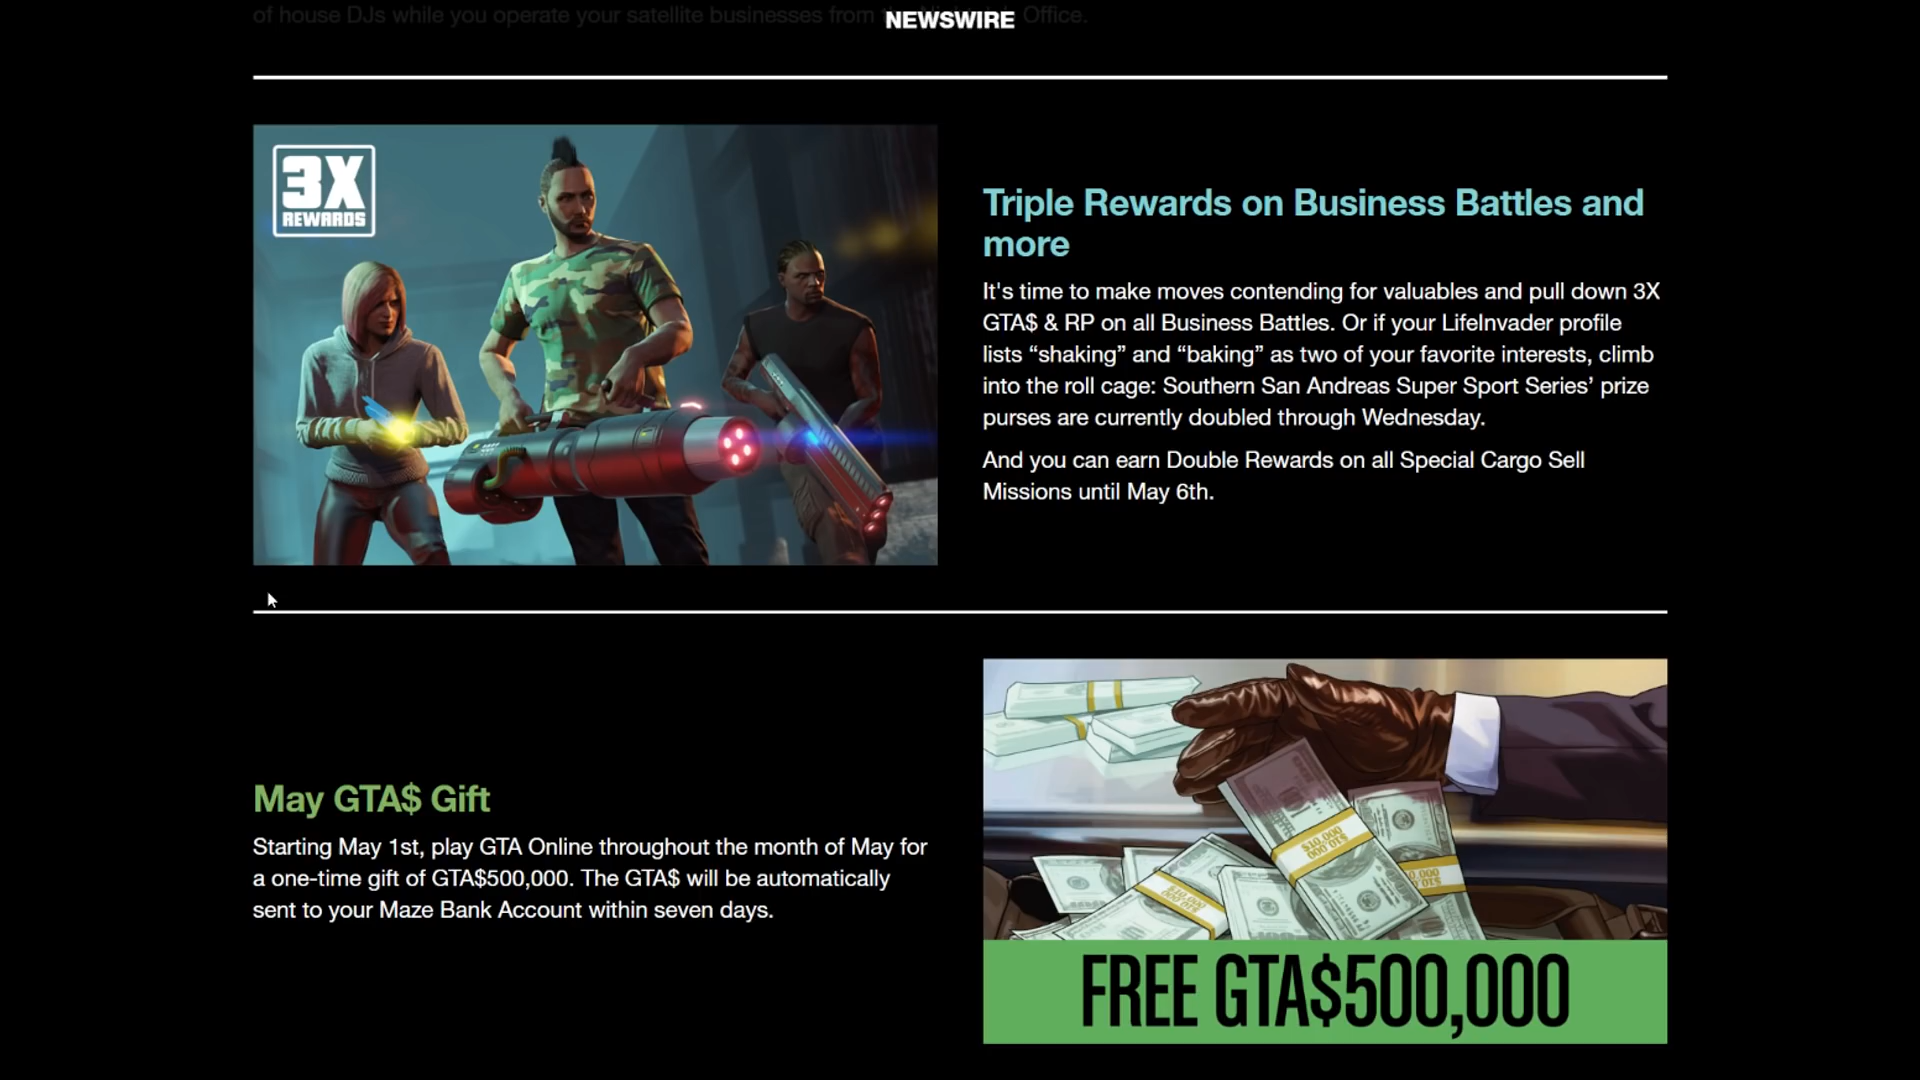 of house DJs while you operate your satellite businesses from Office.
NEWSWIRE
3X
REWARDS
Triple Rewards on Business Battles and
more
It's time to make moves contending for valuables and pull down 3X
GTA$ & RP on all Business Battles. Or if your LifeInvader profile
lists “shaking” and “baking” as two of your favorite interests, climb
into the roll cage: Southern San Andreas Super Sport Series’ prize
purses are currently doubled through Wednesday.
And you can earn Double Rewards on all Special Cargo Sell
Missions until May 6th.
May GTA$ Gift
Starting May 1st, play GTA Online throughout the month of May for
a one-time gift of GTA$500,000. The GTA$ will be automatically
sent to your Maze Bank Account within seven days.
FREE GTA$500,000